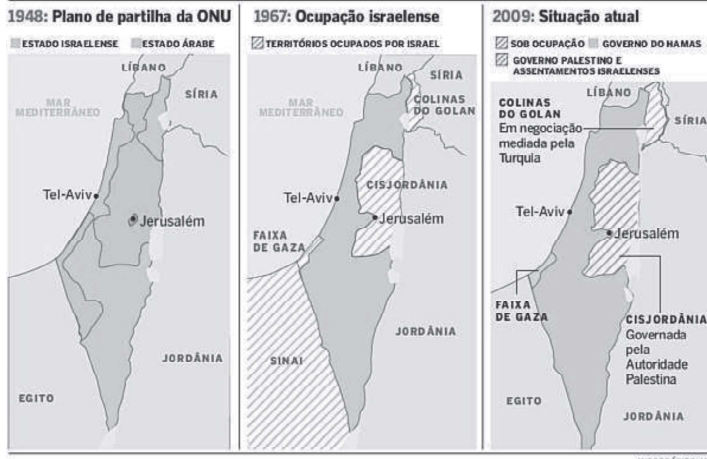 1948: Plano de partilha da ONU
ESTADO ISRAELENSE ESTADO ÁRABE
LÍBANO
SÍRIA
MAR
MEDITERRÂNEO
Tel-Aviv
Jerusalém
JORDÂNIA
EGITO
1967: Ocupação israelense
TERRITÓRIOS OCUPADOS POR ISRAEL
LÍBANO
SÍRIA
MAR
MEDITERRÂNEO
COLINAS
DO GOLAN
CISJORDÂNIA
Tel-Aviv
Jerusalém
FAIXA
DE GAZA
JORDÂNIA
SINAI
2009: Situação atual
SOB OCUPAÇÃO GOVERNO DO HAMAS
GOVERNO PALESTINO E
ASSENTAMENTOS ISRAELENSES
LÍBANO
COLINAS
DO GOLAN
Em negociação
mediada pela
Turquia
SÍRIA
Tel-Aviv
Jerusalém
FAIXA
DE GAZA
CISJORDÂNIA
Governada
pela
Autoridade
Palestina
EGITO
JORDÂNIA